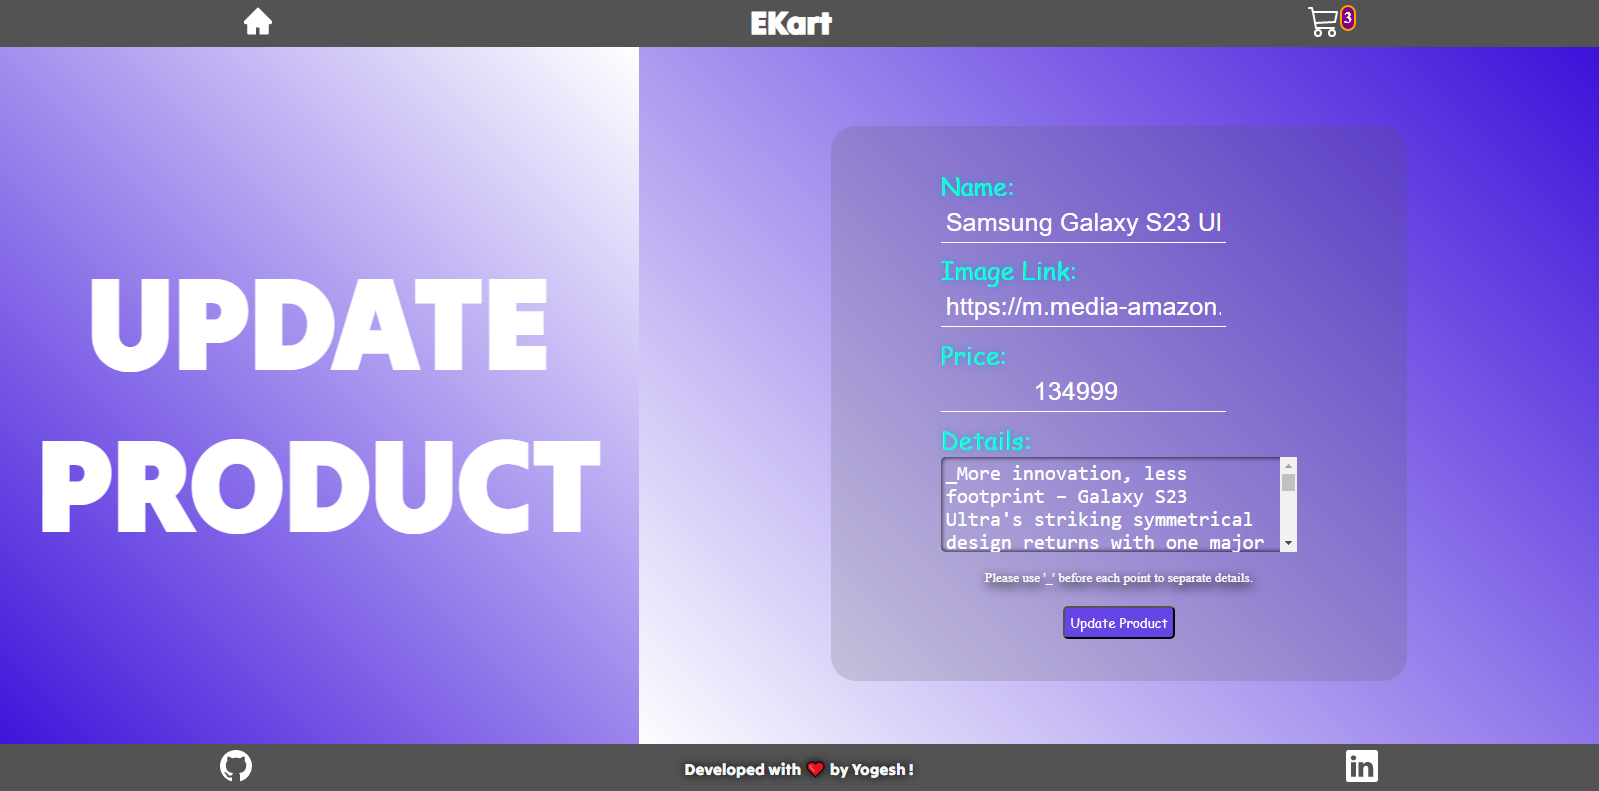 EKart
3
UPDATE
PRODUCT
Name:
Samsung Galaxy S23 Ul
Image Link:
https://m.media-amazon.
Price:
134999
Details:
_More innovation, less
footprint – Galaxy S23
Ultra's striking symmetrical
design returns with one major
Please use '_' before each point to separate details.
Update Product
Developed with ❤️ by Yogesh !
in